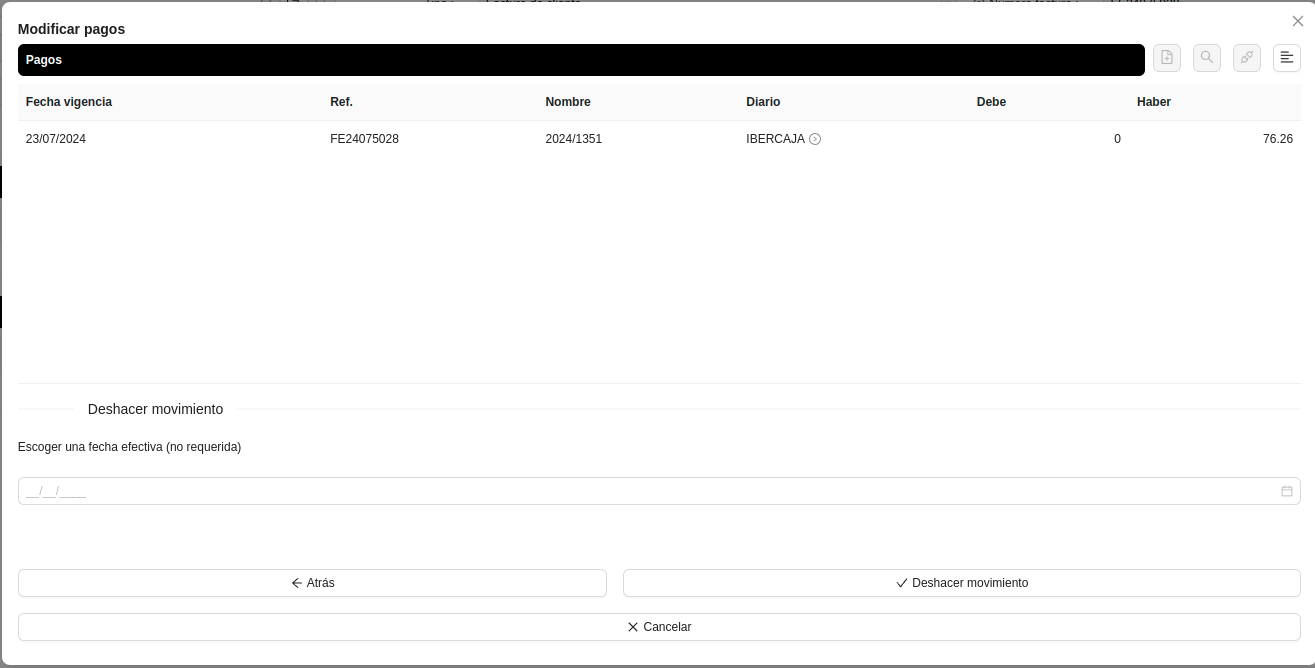 Modificar pagos
Pagos
Fecha vigencia Ref. Nombre Diario Debe Haber
23/07/2024 FE24075028 2024/1351 IBERCAJA 0 76.26
Deshacer movimiento
Escoger una fecha efectiva (no requerida)
__/__/____
Atrás Deshacer movimiento
Cancelar